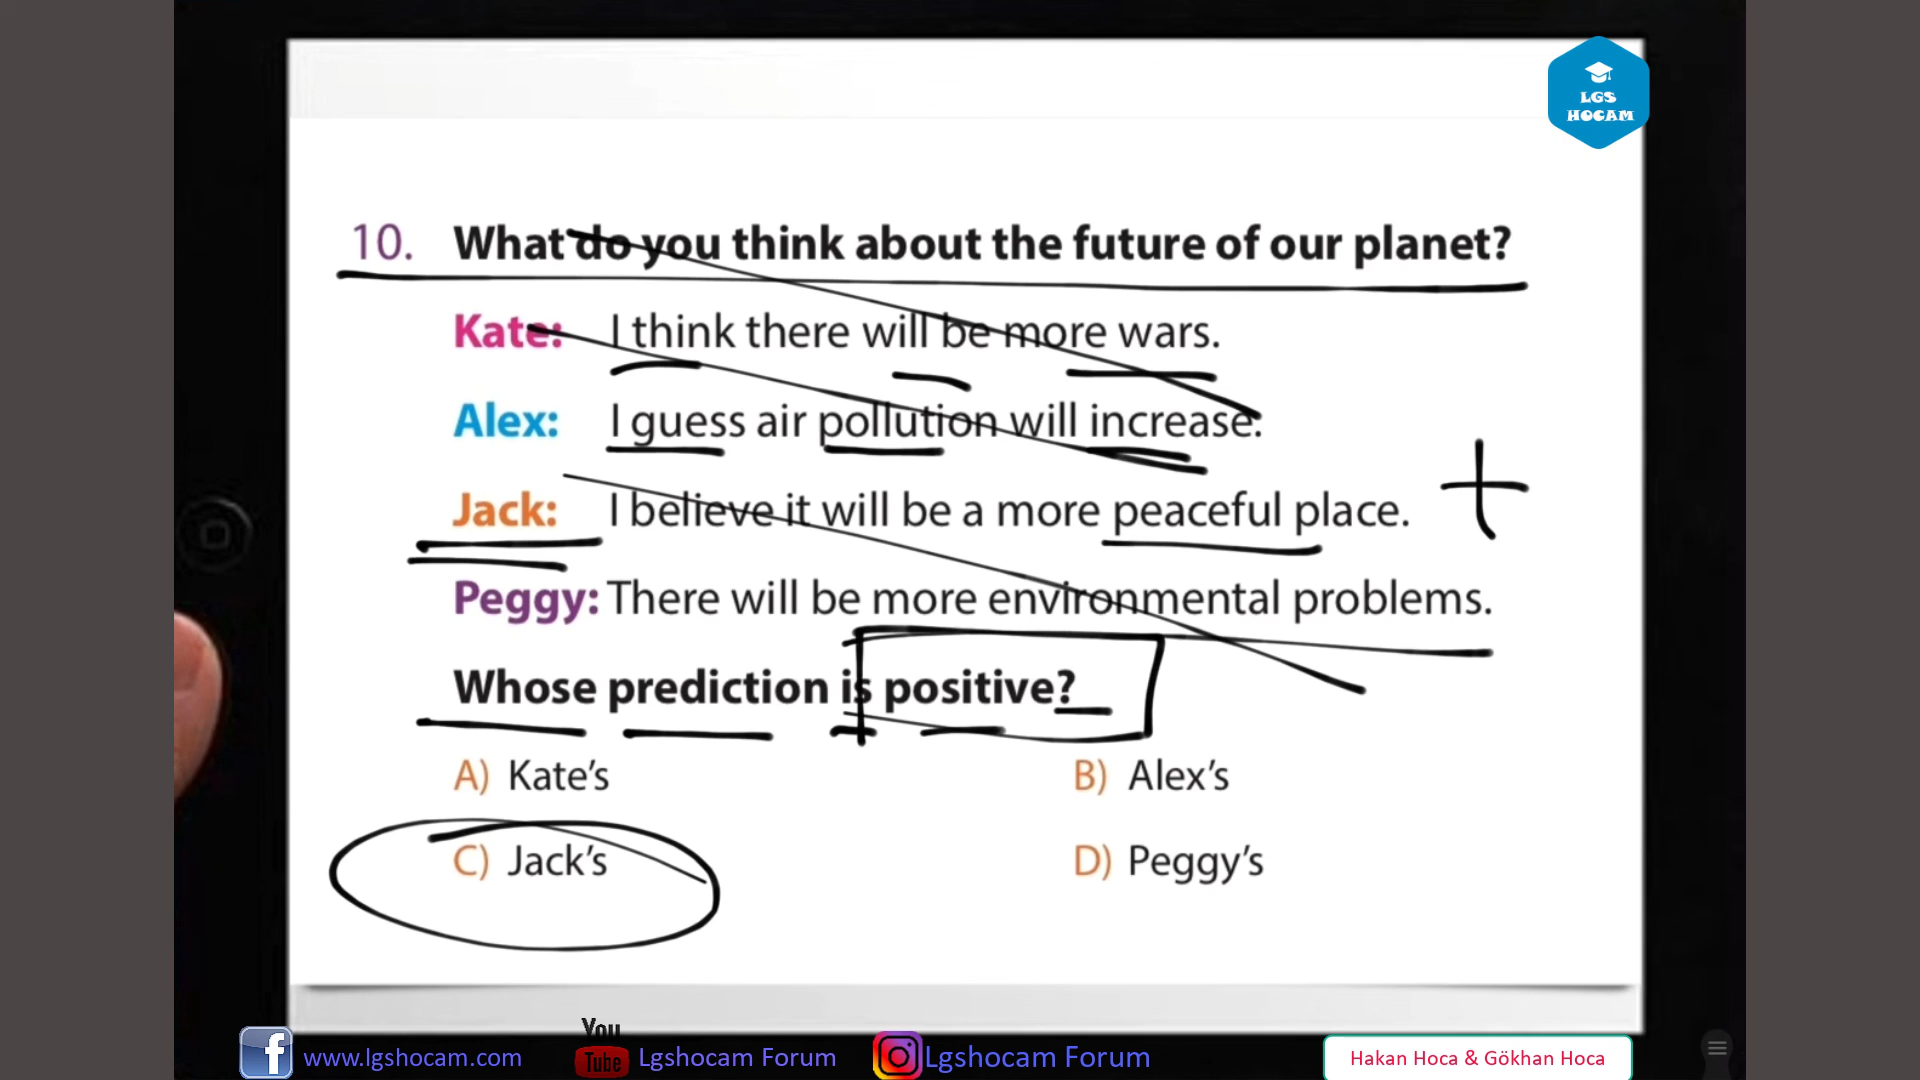 LGS
HOCAM
10. What do you think about the future of our planet?
Kate: I think there will be more wars.
Alex: I guess air pollution will increase.
Jack: I believe it will be a more peaceful place.
Peggy: There will be more environmental problems.
Whose prediction is positive?
A) Kate's B) Alex's
C) Jack's D) Peggy's
www.lgshocam.com You Tube Lgshocam Forum Lgshocam Forum Hakan Hoca & Gökhan Hoca